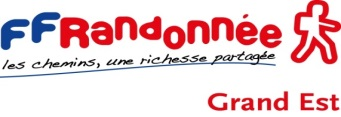 FFRandonnée
les chemins, une richesse partagée
Grand Est